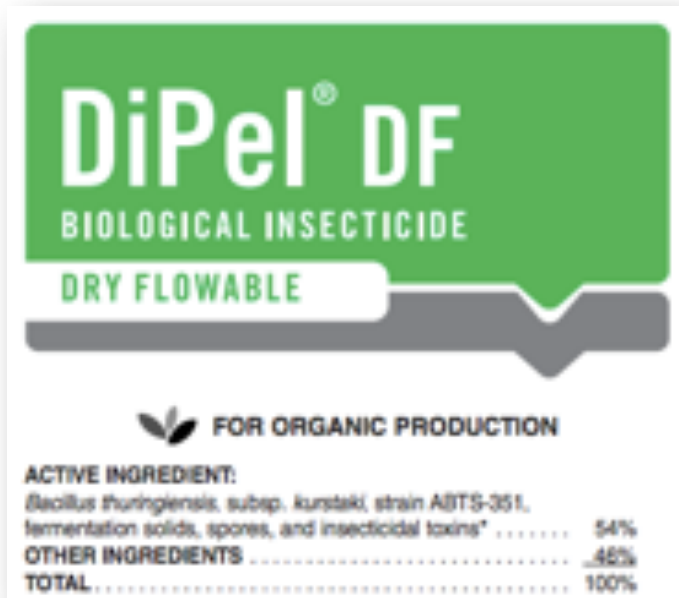 DiPel® DF
BIOLOGICAL INSECTICIDE
DRY FLOWABLE
FOR ORGANIC PRODUCTION
ACTIVE INGREDIENT:
Bacillus thuringiensis, subsp. kurstaki, strain ABTS-351,
fermentation solids, spores, and insecticidal toxins* ....... 54%
OTHER INGREDIENTS .............................. 46%
TOTAL................................................ 100%